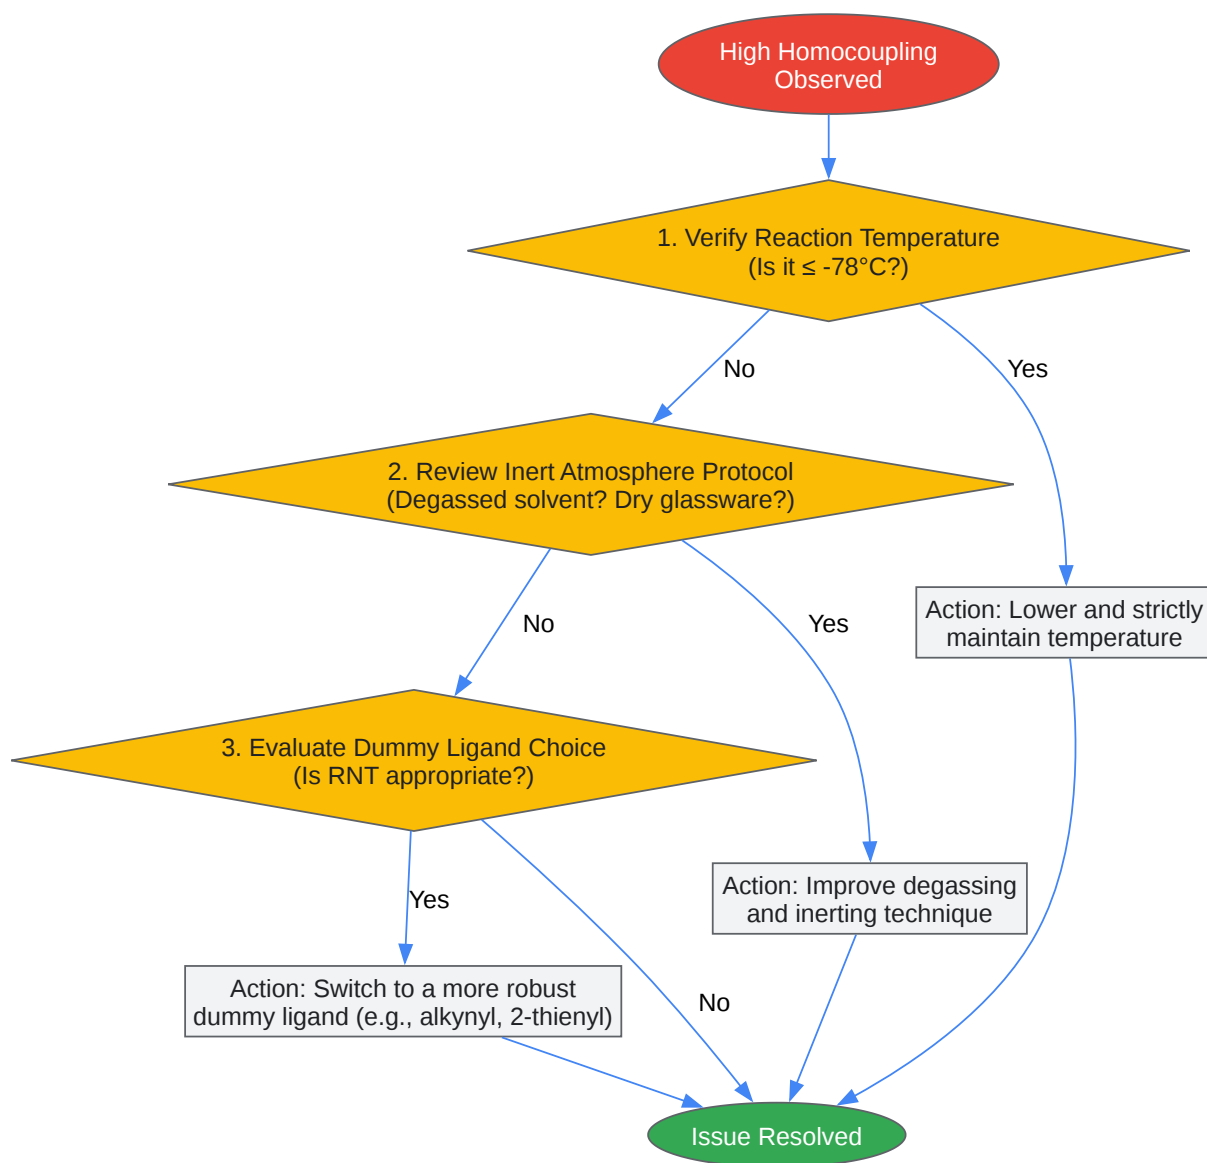 High Homocoupling
Observed
1. Verify Reaction Temperature
(Is it ≤ -78°C?)
No
Yes
2. Review Inert Atmosphere Protocol
(Degassed solvent? Dry glassware?)
No
Yes
Action: Lower and strictly
maintain temperature
3. Evaluate Dummy Ligand Choice
(Is RNT appropriate?)
Yes
No
Action: Improve degassing
and inerting technique
Action: Switch to a more robust
dummy ligand (e.g., alkynyl, 2-thienyl)
Issue Resolved